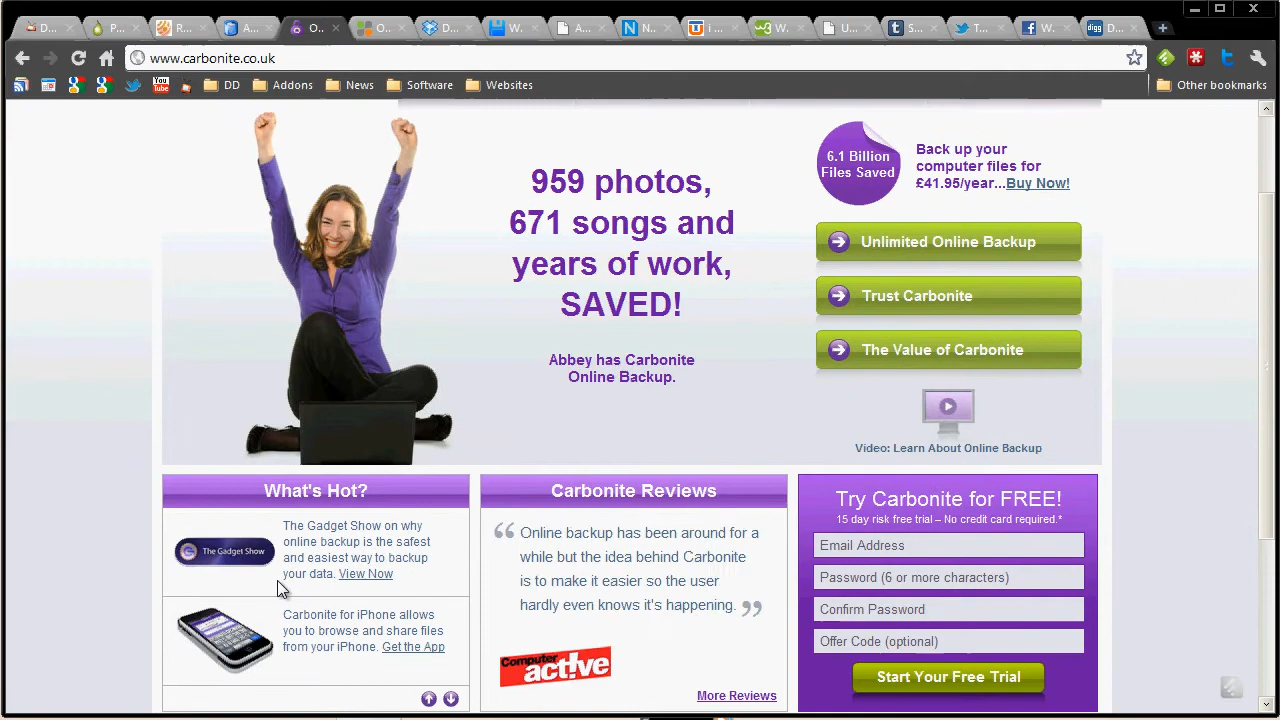 D...
P...
R...
A...
O...
O...
D...
W...
A...
N...
i ...
W...
U...
S...
T...
W...
D...
www.carbonite.co.uk
You
Tube
DD
Addons
News
Software
Websites
Other bookmarks
959 photos,
671 songs and
years of work,
SAVED!
Abbey has Carbonite
Online Backup.
6.1 Billion
Files Saved
Back up your
computer files for
£41.95/year...Buy Now!
Unlimited Online Backup
Trust Carbonite
The Value of Carbonite
Video: Learn About Online Backup
What's Hot?
The Gadget Show
The Gadget Show on why
online backup is the safest
and easiest way to backup
your data. View Now
Carbonite for iPhone allows
you to browse and share files
from your iPhone. Get the App
Carbonite Reviews
“ Online backup has been around for a
while but the idea behind Carbonite
is to make it easier so the user
hardly even knows it's happening. ”
Computer
active
More Reviews
Try Carbonite for FREE!
15 day risk free trial – No credit card required.*
Email Address
Password (6 or more characters)
Confirm Password
Offer Code (optional)
Start Your Free Trial